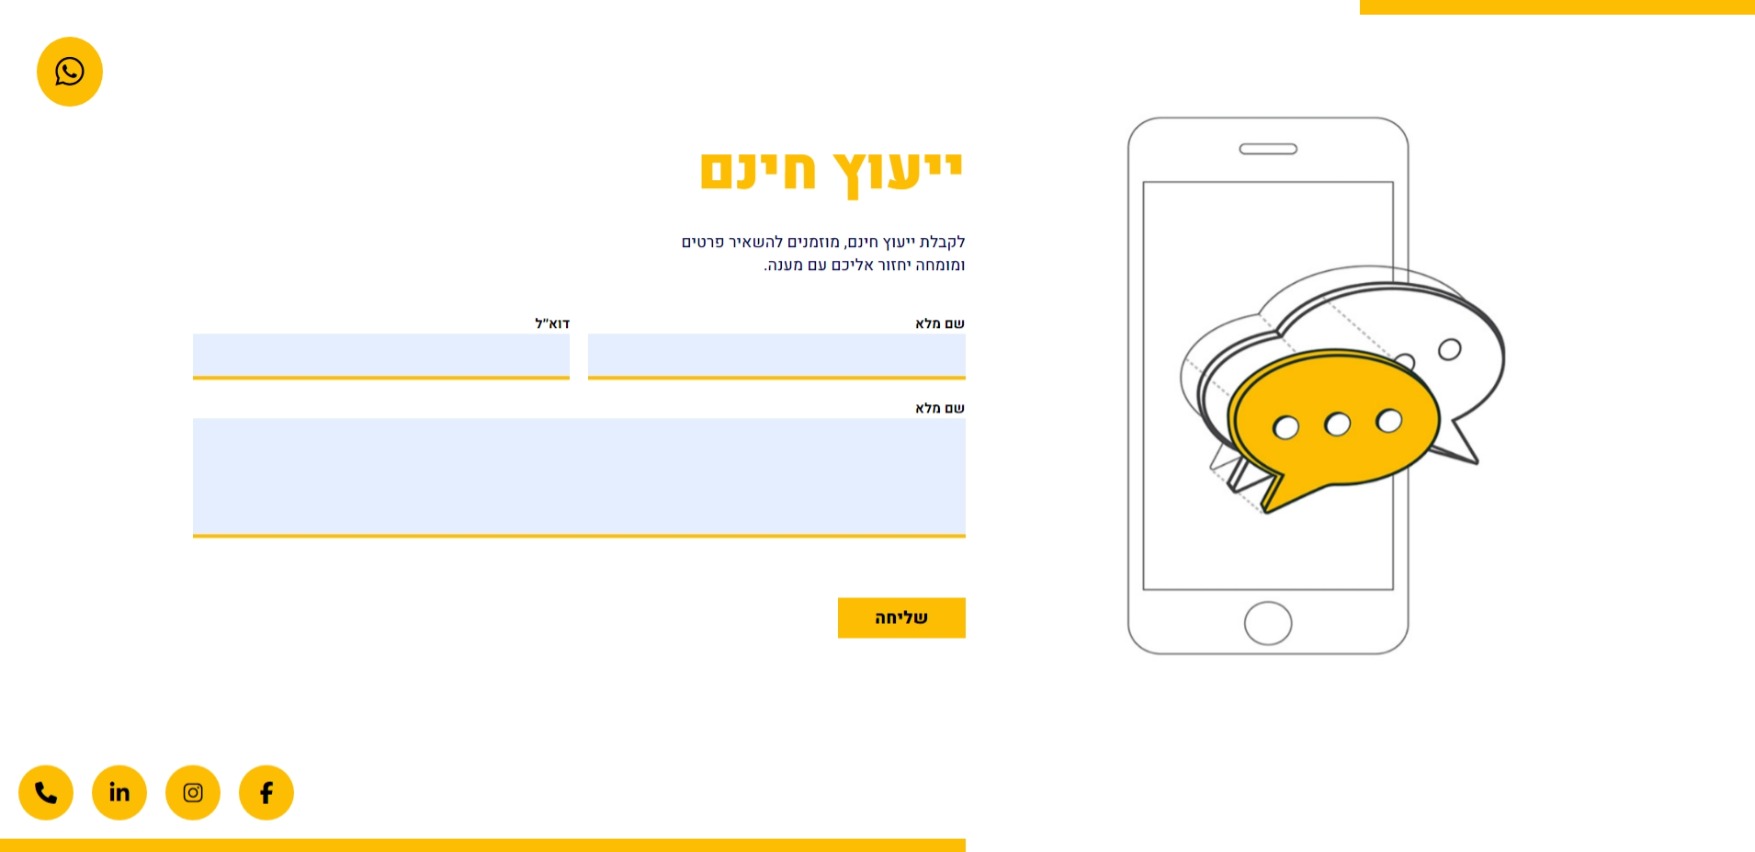 ייעוץ חינם
לקבלת ייעוץ חינם, מוזמנים להשאיר פרטים
ומומחה יחזור אליכם עם מענה.
שם מלא
דוא״ל
שם מלא
שליחה